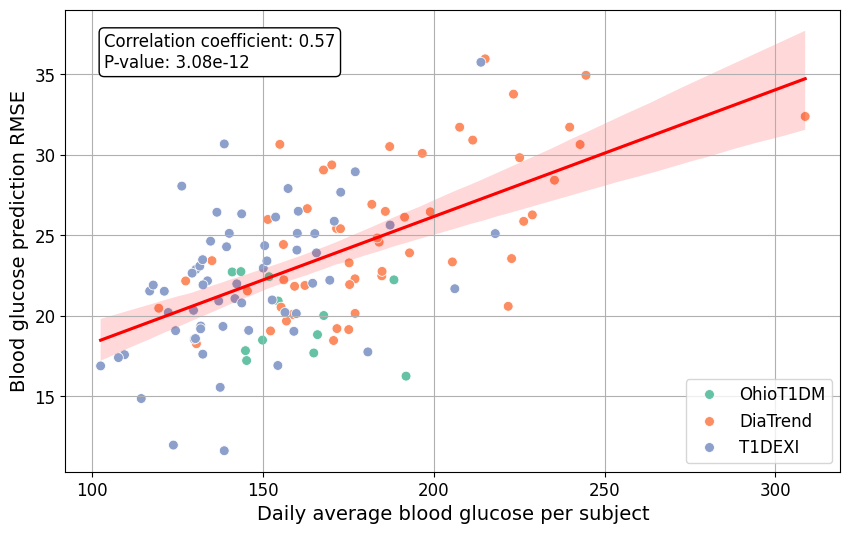 Correlation coefficient: 0.57
P-value: 3.08e-12
Blood glucose prediction RMSE
35
30
25
20
15
OhioT1DM
DiaTrend
T1DEXI
100
150
200
250
300
Daily average blood glucose per subject